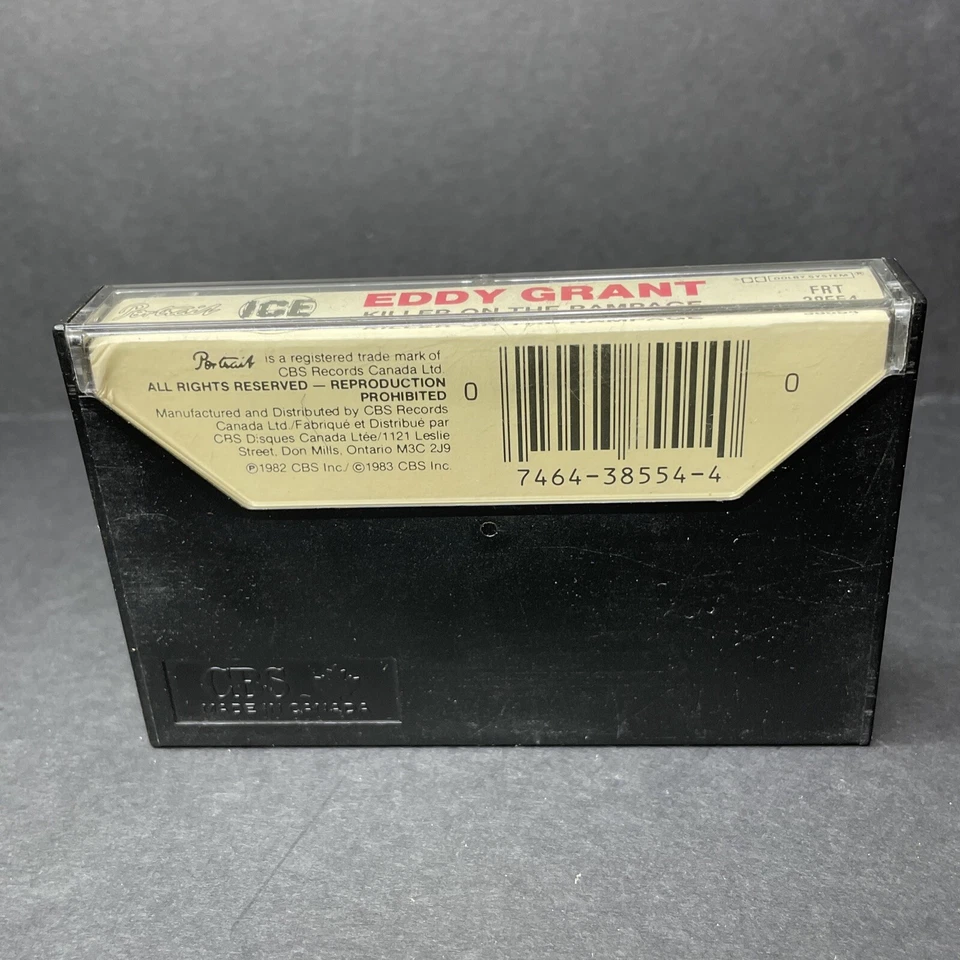 Portrait ICE EDDY GRANT DOLBY SYSTEM®
KILLER ON THE RAMPAGE FRT
38554
Portrait is a registered trade mark of
CBS Records Canada Ltd.
ALL RIGHTS RESERVED — REPRODUCTION
PROHIBITED
Manufactured and Distributed by CBS Records
Canada Ltd./Fabriqué et Distribué par
CBS Disques Canada Ltée/1121 Leslie
Street, Don Mills, Ontario M3C 2J9
℗1982 CBS Inc./ ©1983 CBS Inc.
0 0
7464-38554-4
CBS
MADE IN CANADA